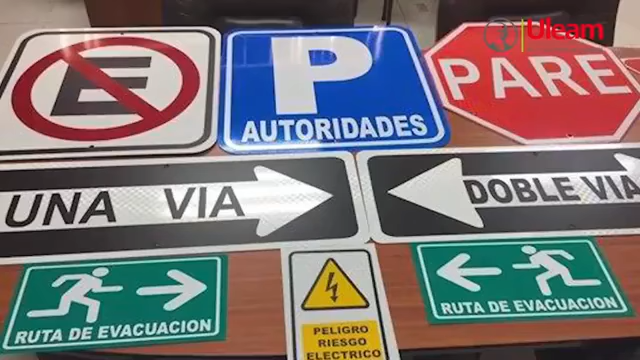 Uleam
E
P
AUTORIDADES
PARE
UNA VIA
DOBLE VIA
RUTA DE EVACUACION
PELIGRO
RIESGO
ELECTRICO
RUTA DE EVACUACION